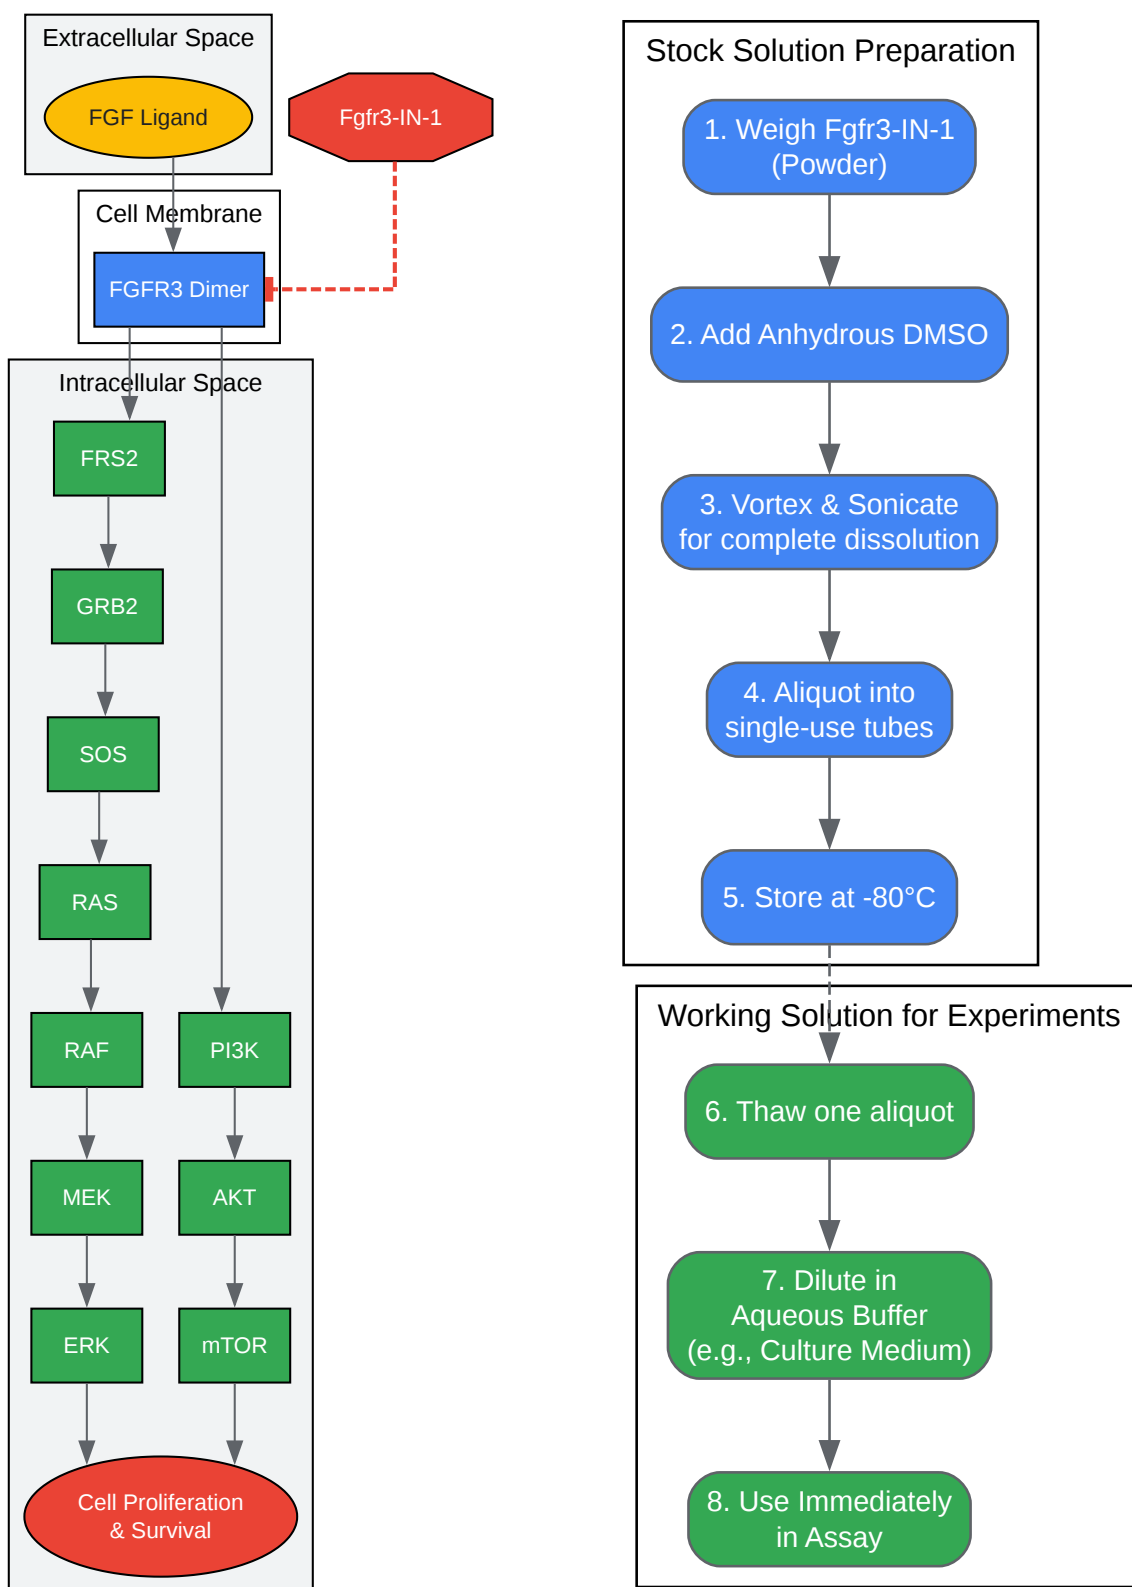 Extracellular Space
FGF Ligand
Fgfr3-IN-1
Cell Membrane
FGFR3 Dimer
Intracellular Space
FRS2
GRB2
SOS
RAS
RAF
PI3K
MEK
AKT
ERK
mTOR
Cell Proliferation
& Survival
Stock Solution Preparation
1. Weigh Fgfr3-IN-1
(Powder)
2. Add Anhydrous DMSO
3. Vortex & Sonicate
for complete dissolution
4. Aliquot into
single-use tubes
5. Store at -80°C
Working Solution for Experiments
6. Thaw one aliquot
7. Dilute in
Aqueous Buffer
(e.g., Culture Medium)
8. Use Immediately
in Assay